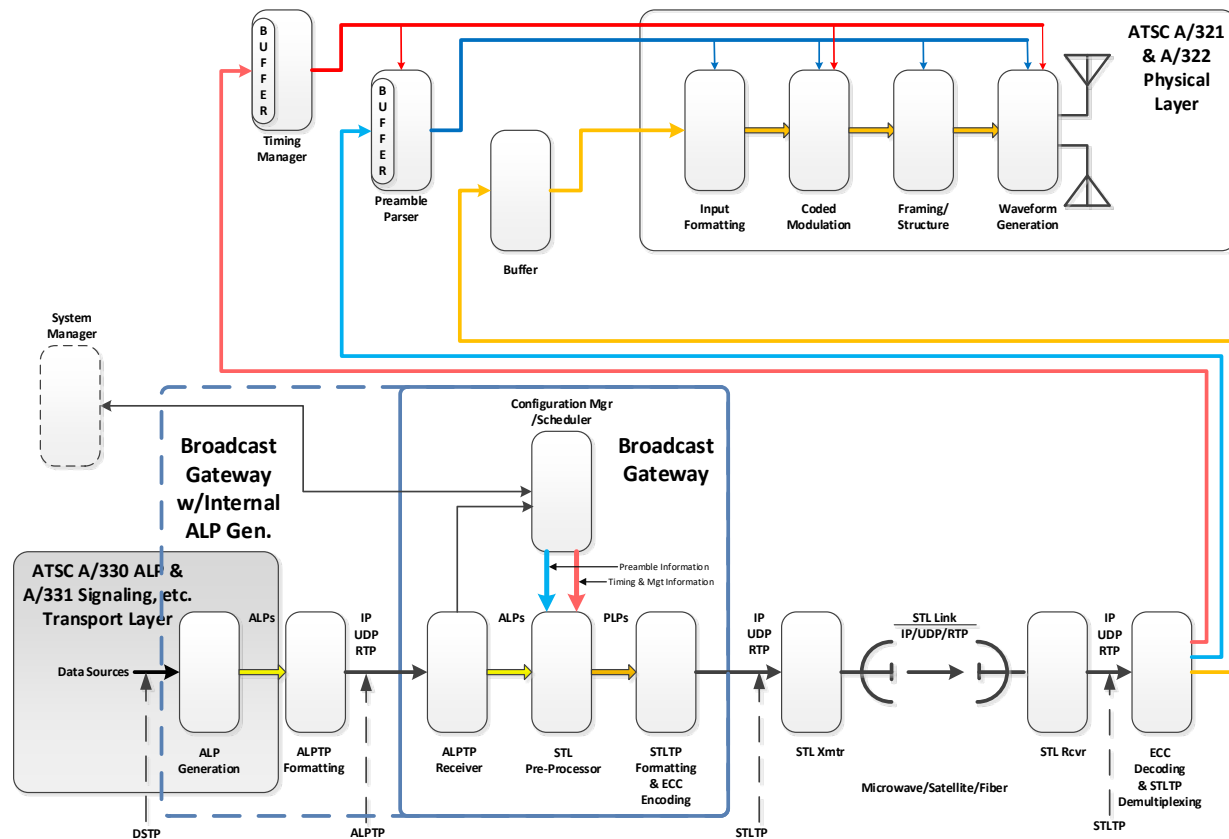 B
U
F
F
E
R
Timing
Manager
B
U
F
F
E
R
Preamble
Parser
Buffer
ATSC A/321
& A/322
Physical
Layer
Input
Formatting
Coded
Modulation
Framing/
Structure
Waveform
Generation
System
Manager
Broadcast
Gateway
w/Internal
ALP Gen.
Configuration Mgr
/Scheduler
Broadcast
Gateway
Preamble Information
Timing & Mgt Information
ATSC A/330 ALP &
A/331 Signaling, etc.
Transport Layer
Data Sources
ALPs
IP
UDP
RTP
ALPs
PLPs
IP
UDP
RTP
STL Link
IP/UDP/RTP
IP
UDP
RTP
ALP
Generation
ALPTP
Formatting
ALPTP
Receiver
STL
Pre-Processor
STLTP
Formatting
& ECC
Encoding
STL Xmtr
Microwave/Satellite/Fiber
STL Rcvr
ECC
Decoding
& STLTP
Demultiplexing
DSTP
ALPTP
STLTP
STLTP